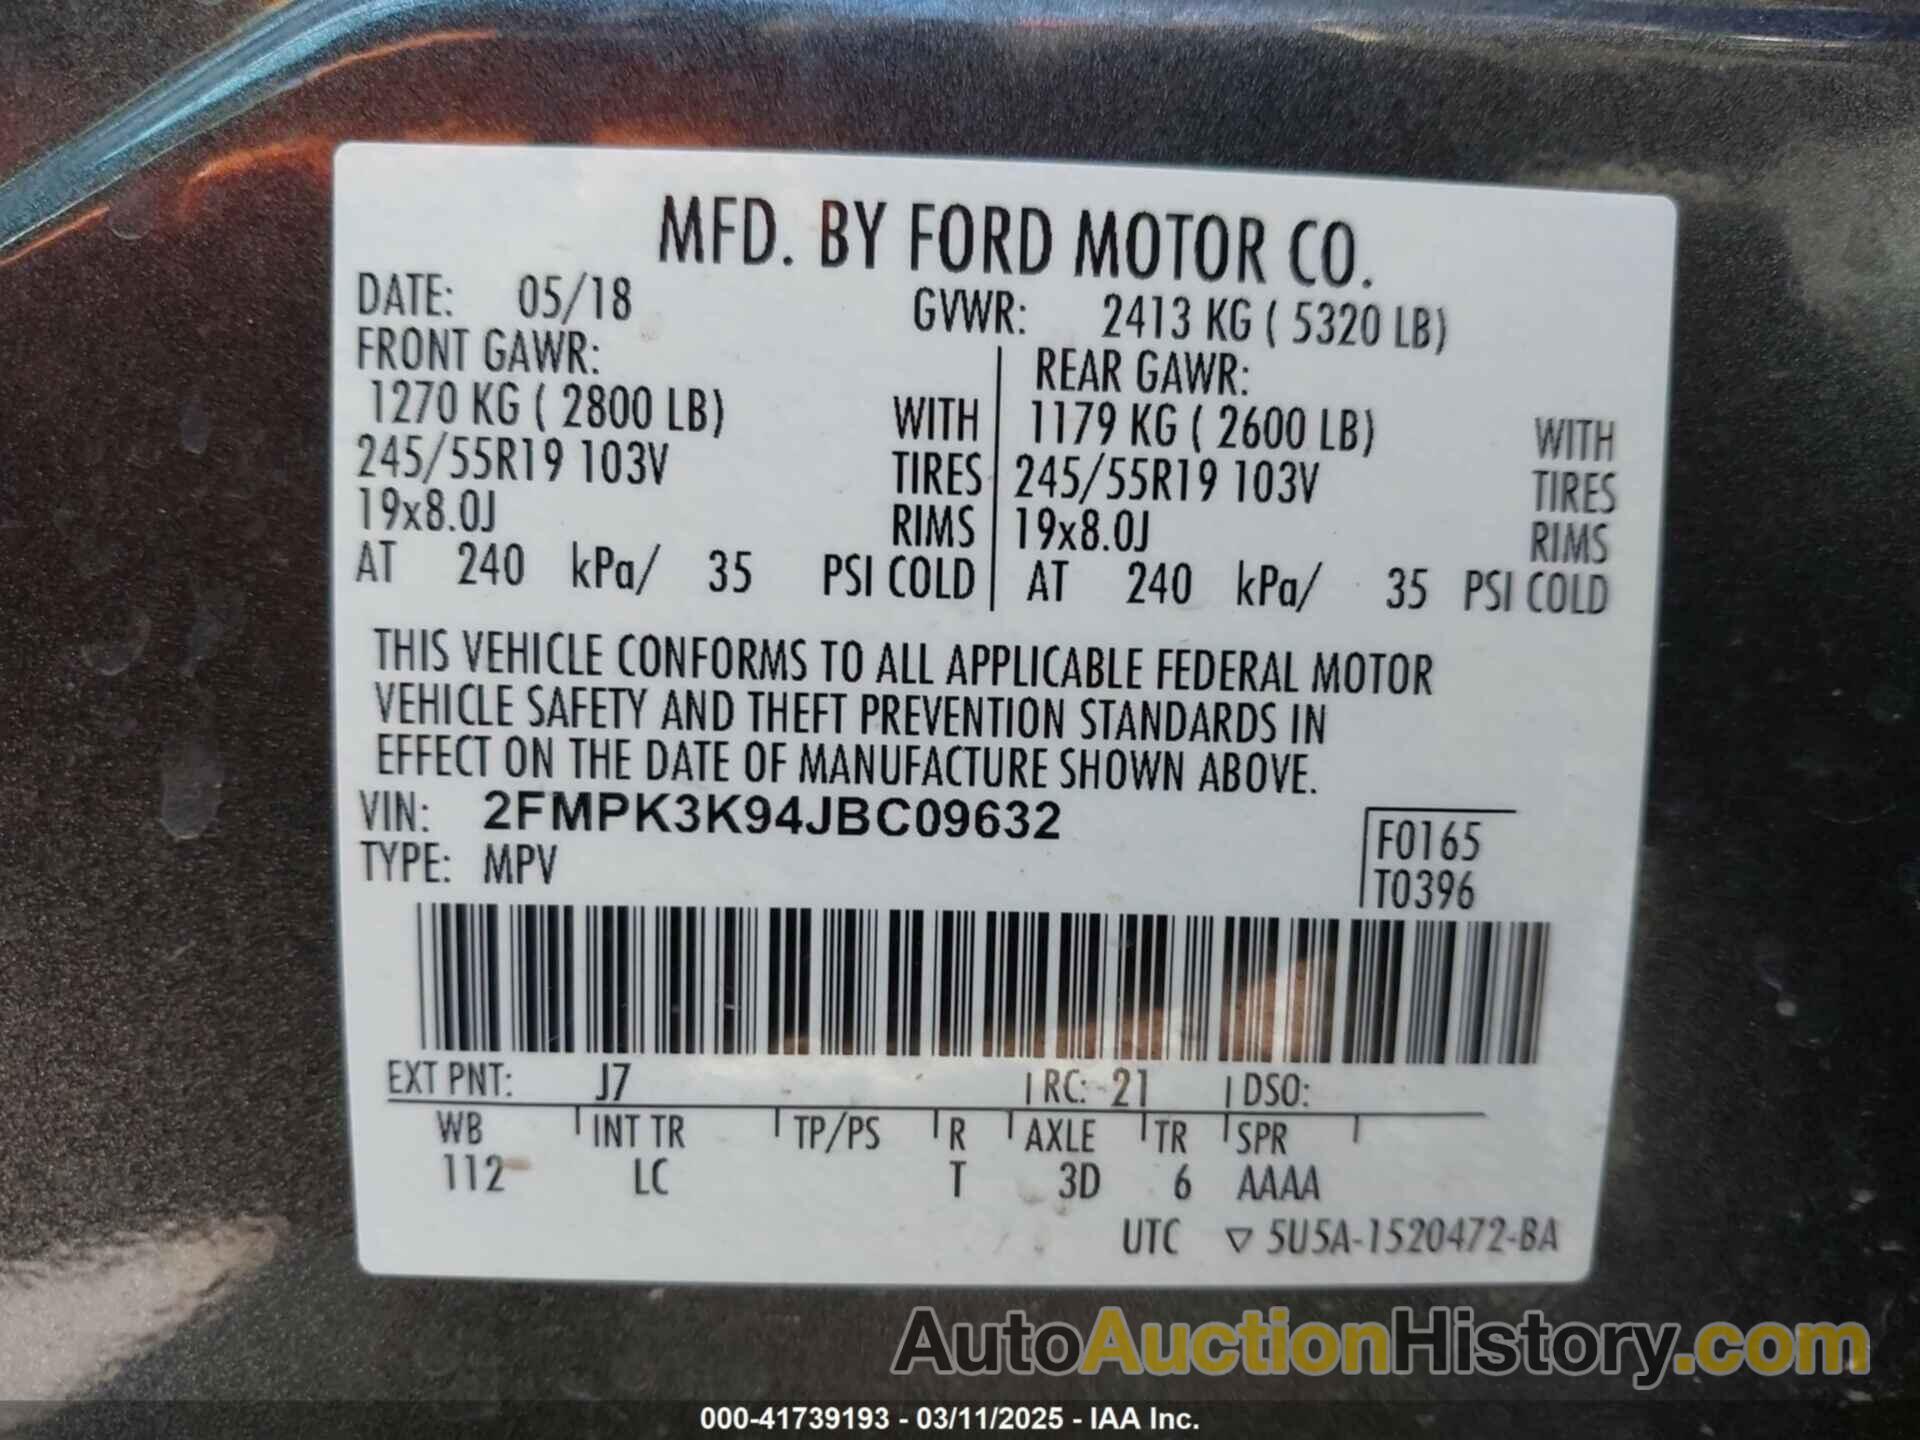 MFD. BY FORD MOTOR CO.
DATE: 05/18 GVWR: 2413 KG ( 5320 LB)
FRONT GAWR: REAR GAWR:
1270 KG ( 2800 LB) WITH 1179 KG ( 2600 LB) WITH
245/55R19 103V TIRES 245/55R19 103V TIRES
19x8.0J RIMS 19x8.0J RIMS
AT 240 kPa/ 35 PSI COLD AT 240 kPa/ 35 PSI COLD
THIS VEHICLE CONFORMS TO ALL APPLICABLE FEDERAL MOTOR
VEHICLE SAFETY AND THEFT PREVENTION STANDARDS IN
EFFECT ON THE DATE OF MANUFACTURE SHOWN ABOVE.
VIN: 2FMPK3K94JBC09632 F0165
TYPE: MPV T0396
EXT PNT: J7 RC: 21 DSO:
WB INT TR TP/PS R AXLE TR SPR
112 LC T 3D 6 AAAA
UTC ▽ 5U5A-1520472-BA
AutoAuctionHistory.com
000-41739193 - 03/11/2025 - IAA Inc.